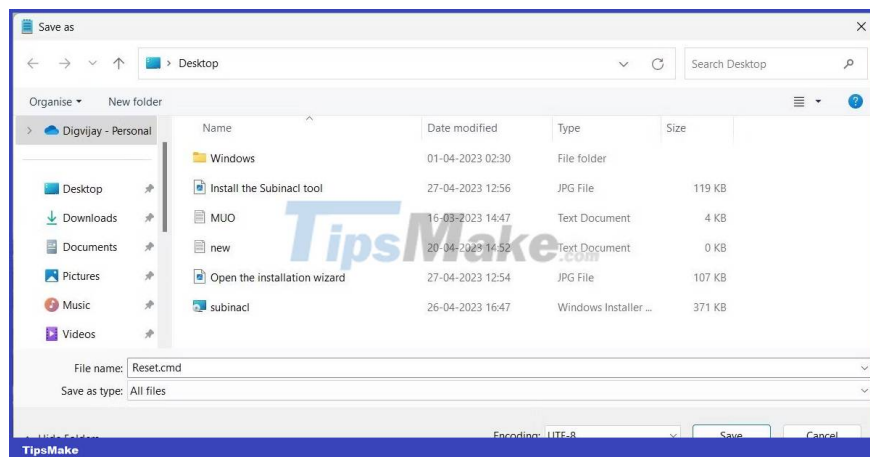 Save as
Desktop
Search Desktop
Organise New folder
Digvijay - Personal
Name Date modified Type Size
Windows 01-04-2023 02:30 File folder
Desktop
Install the Subinacl tool 27-04-2023 12:56 JPG File 119 KB
Downloads
MUO 16-03-2023 14:47 Text Document 4 KB
Documents
new 20-04-2023 14:52 Text Document 0 KB
Pictures
Open the installation wizard 27-04-2023 12:54 JPG File 107 KB
Music
subinacl 26-04-2023 16:47 Windows Installer ... 371 KB
Videos
TipsMake
.com
File name: Reset.cmd
Save as type: All files
Hide Folders Encoding: UTF-8 Save Cancel
TipsMake